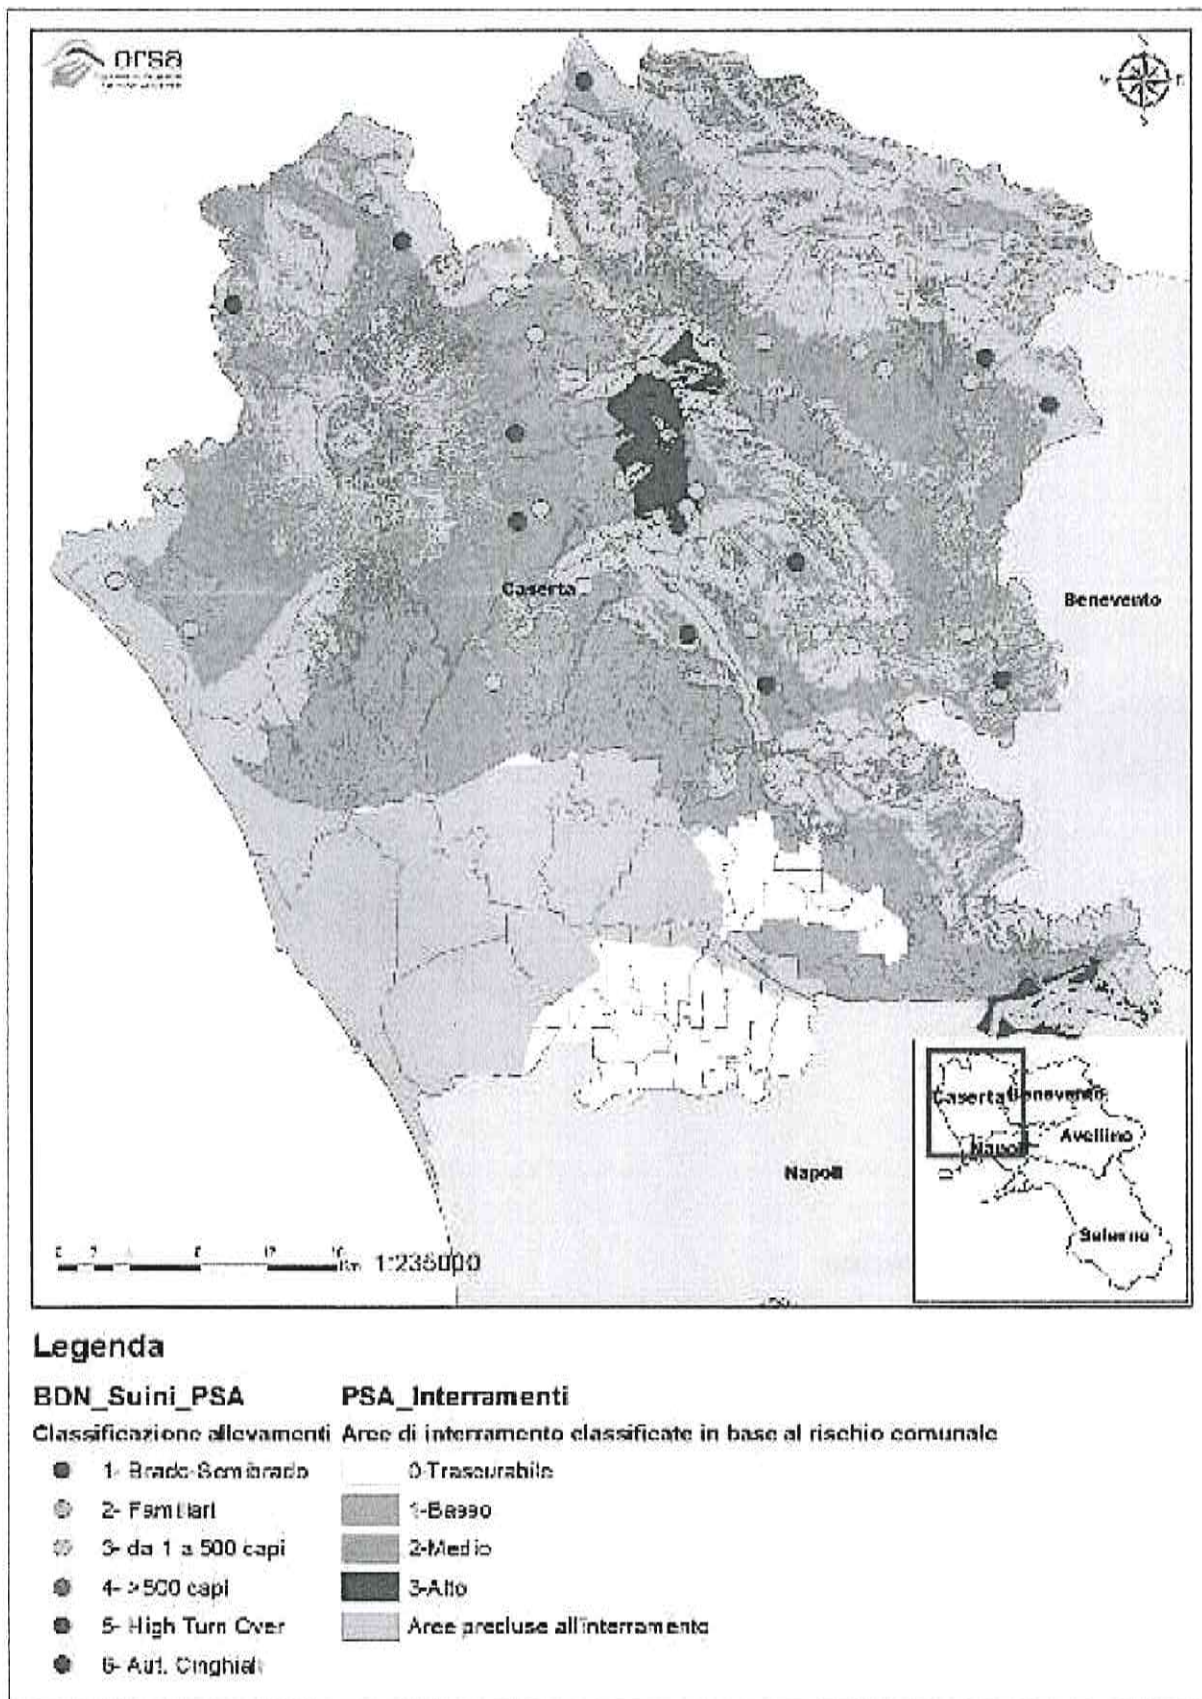 orsa
Caserta
Benevento
Napoli
Caserta
Benevento
Avellino
Napoli
Salerno
Km 1:235000
Legenda
BDN_Suini_PSA
PSA_Interramenti
Classificazione allevamenti
Aree di interramento classificate in base al rischio comunale
1- Brado-Semibrado
0-Trascurabile
2- Familiari
1-Basso
3- da 1 a 500 capi
2-Medio
4- >500 capi
3-Alto
5- High Turn Over
Aree precluse all'interramento
6- Aut. Cinghiali